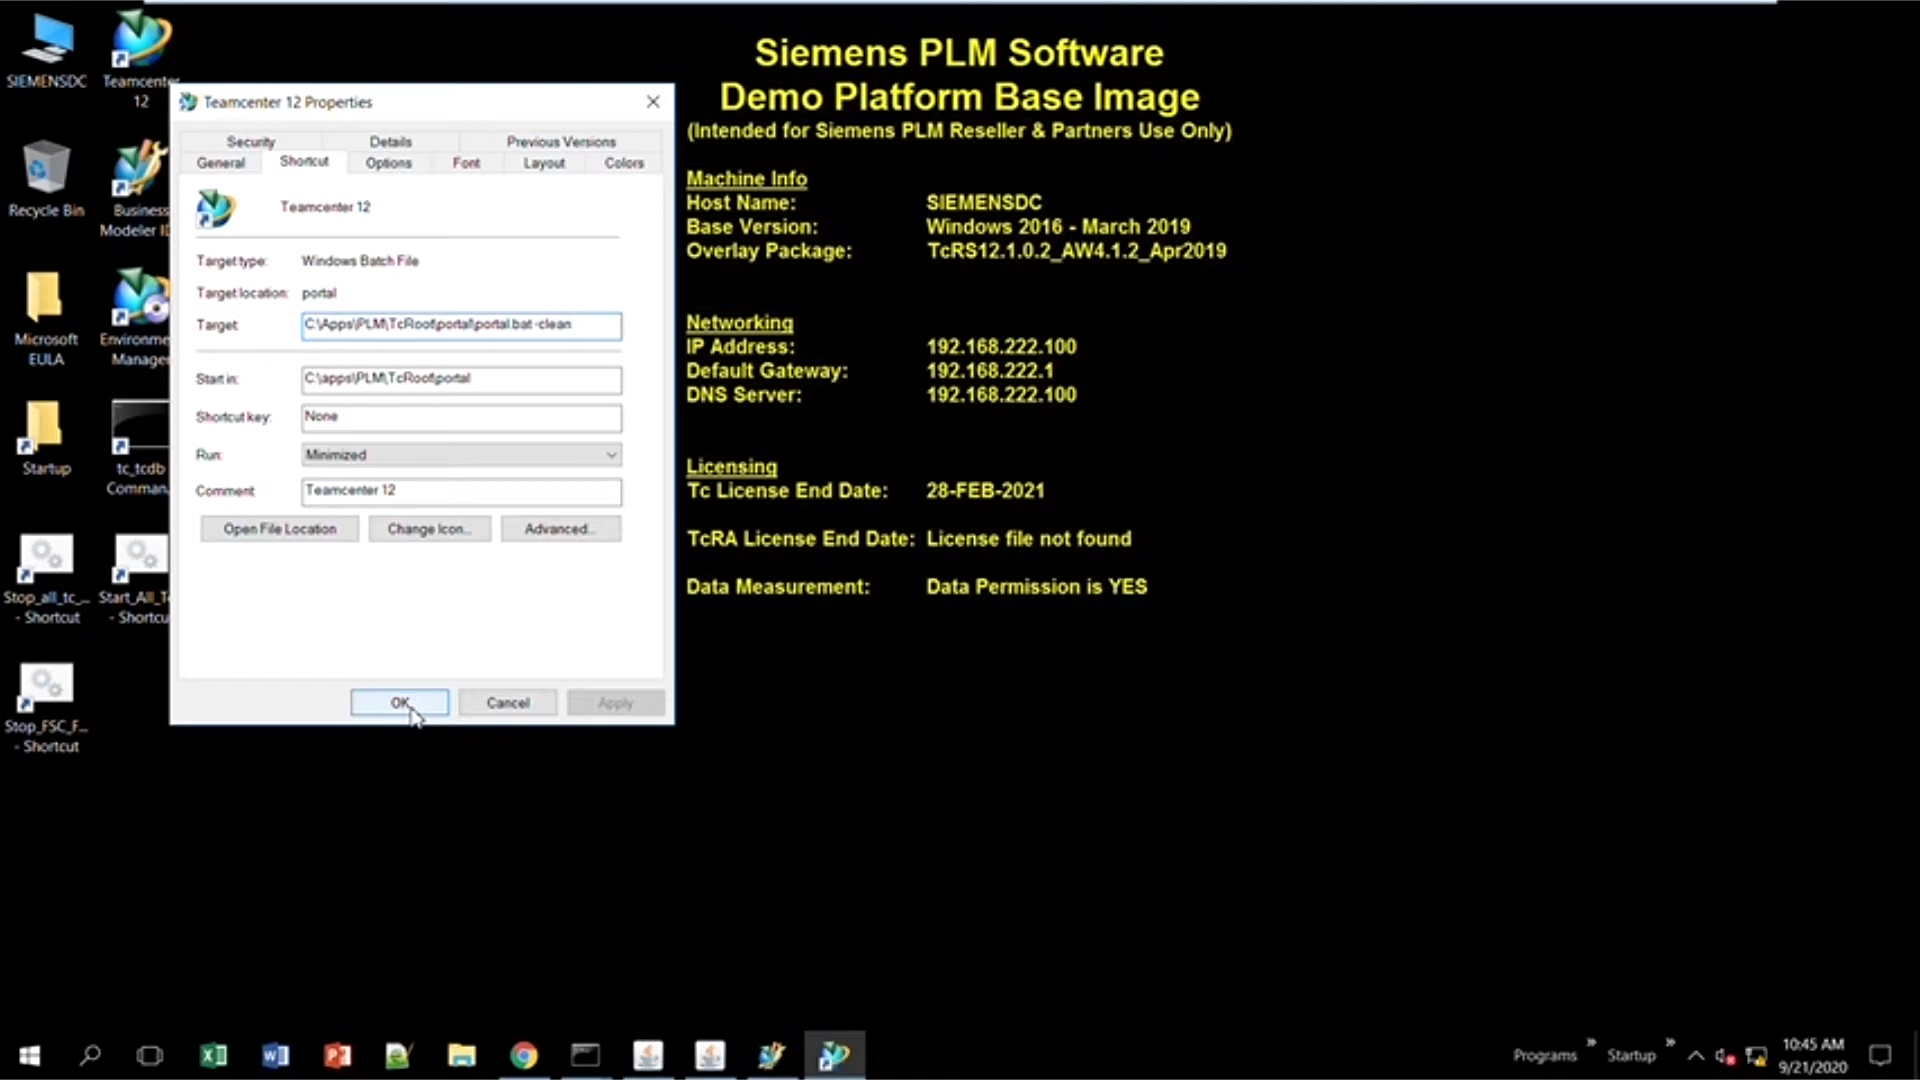 SIEMENSDC
Teamcenter
12
Recycle Bin
Business
Modeler ID
Microsoft
EULA
Environme
Manager
Startup
tc_tcdb
Comman.
Stop_all_tc_...
- Shortcut
Start_All_T
- Shortcu
Stop_FSC_F...
- Shortcut
Teamcenter 12 Properties
Security Details Previous Versions
General Shortcut Options Font Layout Colors
Teamcenter 12
Target type: Windows Batch File
Target location: portal
Target: C:\Apps\PLM\TcRoot\portal\portal.bat -clean
Start in: C:\apps\PLM\TcRoot\portal
Shortcut key: None
Run: Minimized
Comment: Teamcenter 12
Open File Location Change Icon... Advanced...
OK Cancel Apply
Siemens PLM Software
Demo Platform Base Image
(Intended for Siemens PLM Reseller & Partners Use Only)
Machine Info
Host Name: SIEMENSDC
Base Version: Windows 2016 - March 2019
Overlay Package: TcRS12.1.0.2_AW4.1.2_Apr2019
Networking
IP Address: 192.168.222.100
Default Gateway: 192.168.222.1
DNS Server: 192.168.222.100
Licensing
Tc License End Date: 28-FEB-2021
TcRA License End Date: License file not found
Data Measurement: Data Permission is YES
Programs » Startup » 10:45 AM
9/21/2020